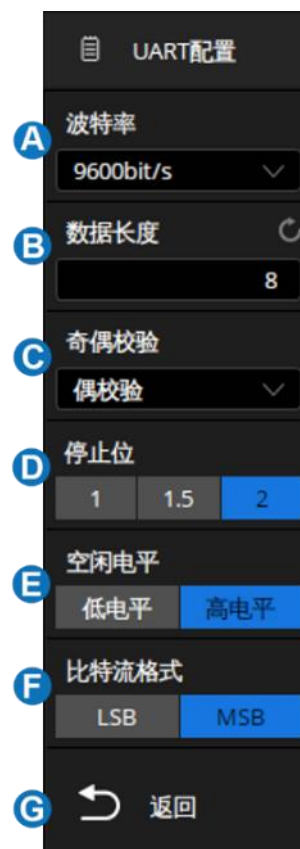 UART配置
A
波特率
9600bit/s
B
数据长度
8
C
奇偶校验
偶校验
D
停止位
1 1.5 2
E
空闲电平
低电平 高电平
F
比特流格式
LSB MSB
G
返回